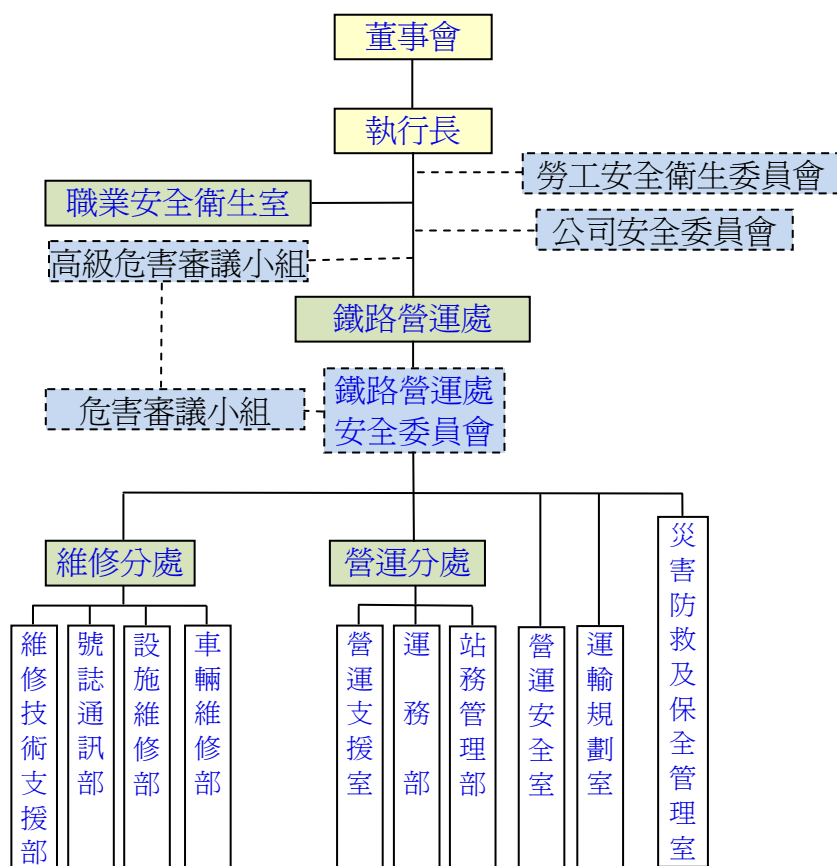 董事會
執行長
勞工安全衛生委員會
職業安全衛生室
公司安全委員會
高級危害審議小組
鐵路營運處
危害審議小組
鐵路營運處
安全委員會
維修分處
營運分處
維修技術支援部
號誌通訊部
設施維修部
車輛維修部
營運支援室
運務部
站務管理部
營運安全室
運輸規劃室
災害防救及保全管理室